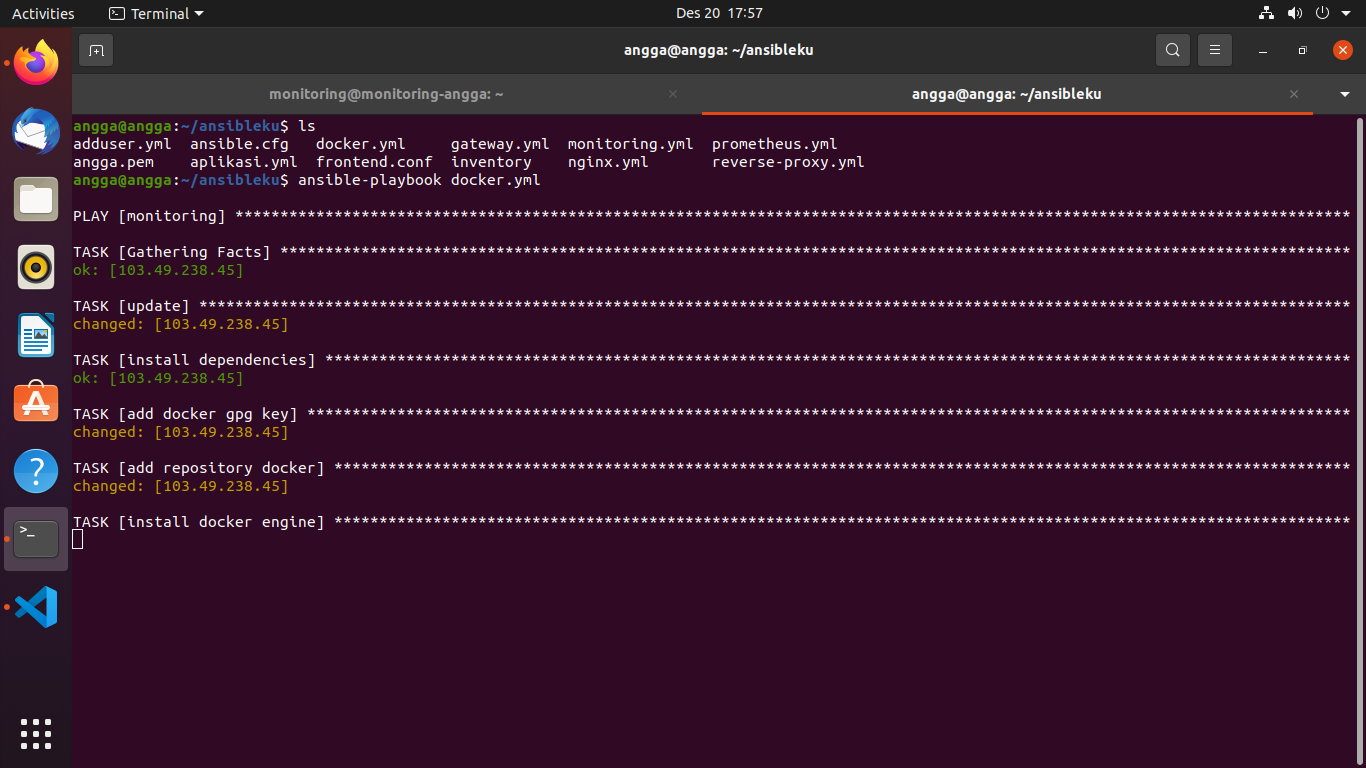 Activities Terminal Des 20 17:57
angga@angga: ~/ansibleku
monitoring@monitoring-angga: ~ angga@angga: ~/ansibleku
angga@angga:~/ansibleku$ ls
adduser.yml ansible.cfg docker.yml gateway.yml monitoring.yml prometheus.yml
angga.pem aplikasi.yml frontend.conf inventory nginx.yml reverse-proxy.yml
angga@angga:~/ansibleku$ ansible-playbook docker.yml
PLAY [monitoring] ****************************************************************************************************************************
TASK [Gathering Facts] ***********************************************************************************************************************
ok: [103.49.238.45]
TASK [update] ********************************************************************************************************************************
changed: [103.49.238.45]
TASK [install dependencies] ******************************************************************************************************************
ok: [103.49.238.45]
TASK [add docker gpg key] ********************************************************************************************************************
changed: [103.49.238.45]
TASK [add repository docker] *****************************************************************************************************************
changed: [103.49.238.45]
TASK [install docker engine] *****************************************************************************************************************